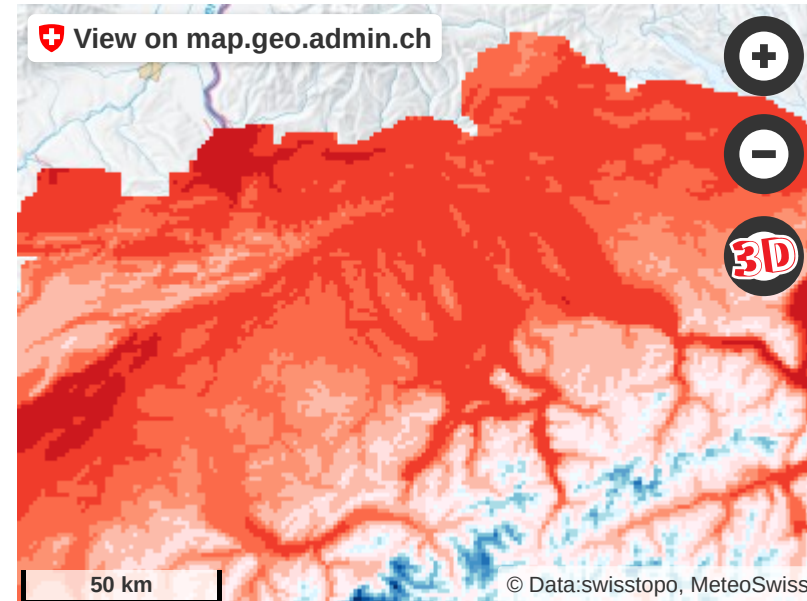 View on map.geo.admin.ch
+
−
3D
50 km
© Data:swisstopo, MeteoSwiss